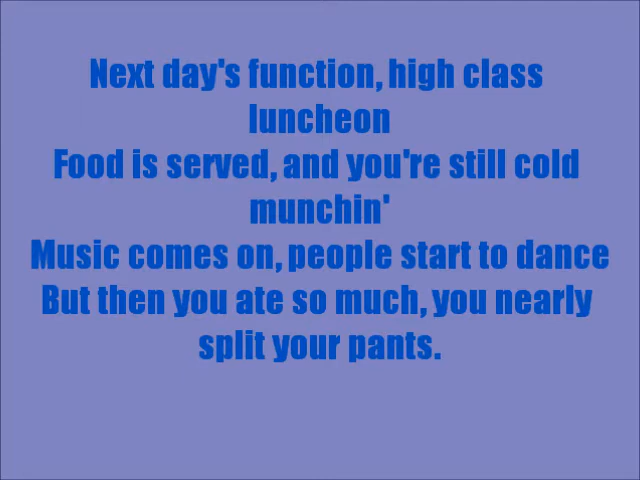 Next day's function, high class
luncheon
Food is served, and you're still cold
munchin'
Music comes on, people start to dance
But then you ate so much, you nearly
split your pants.